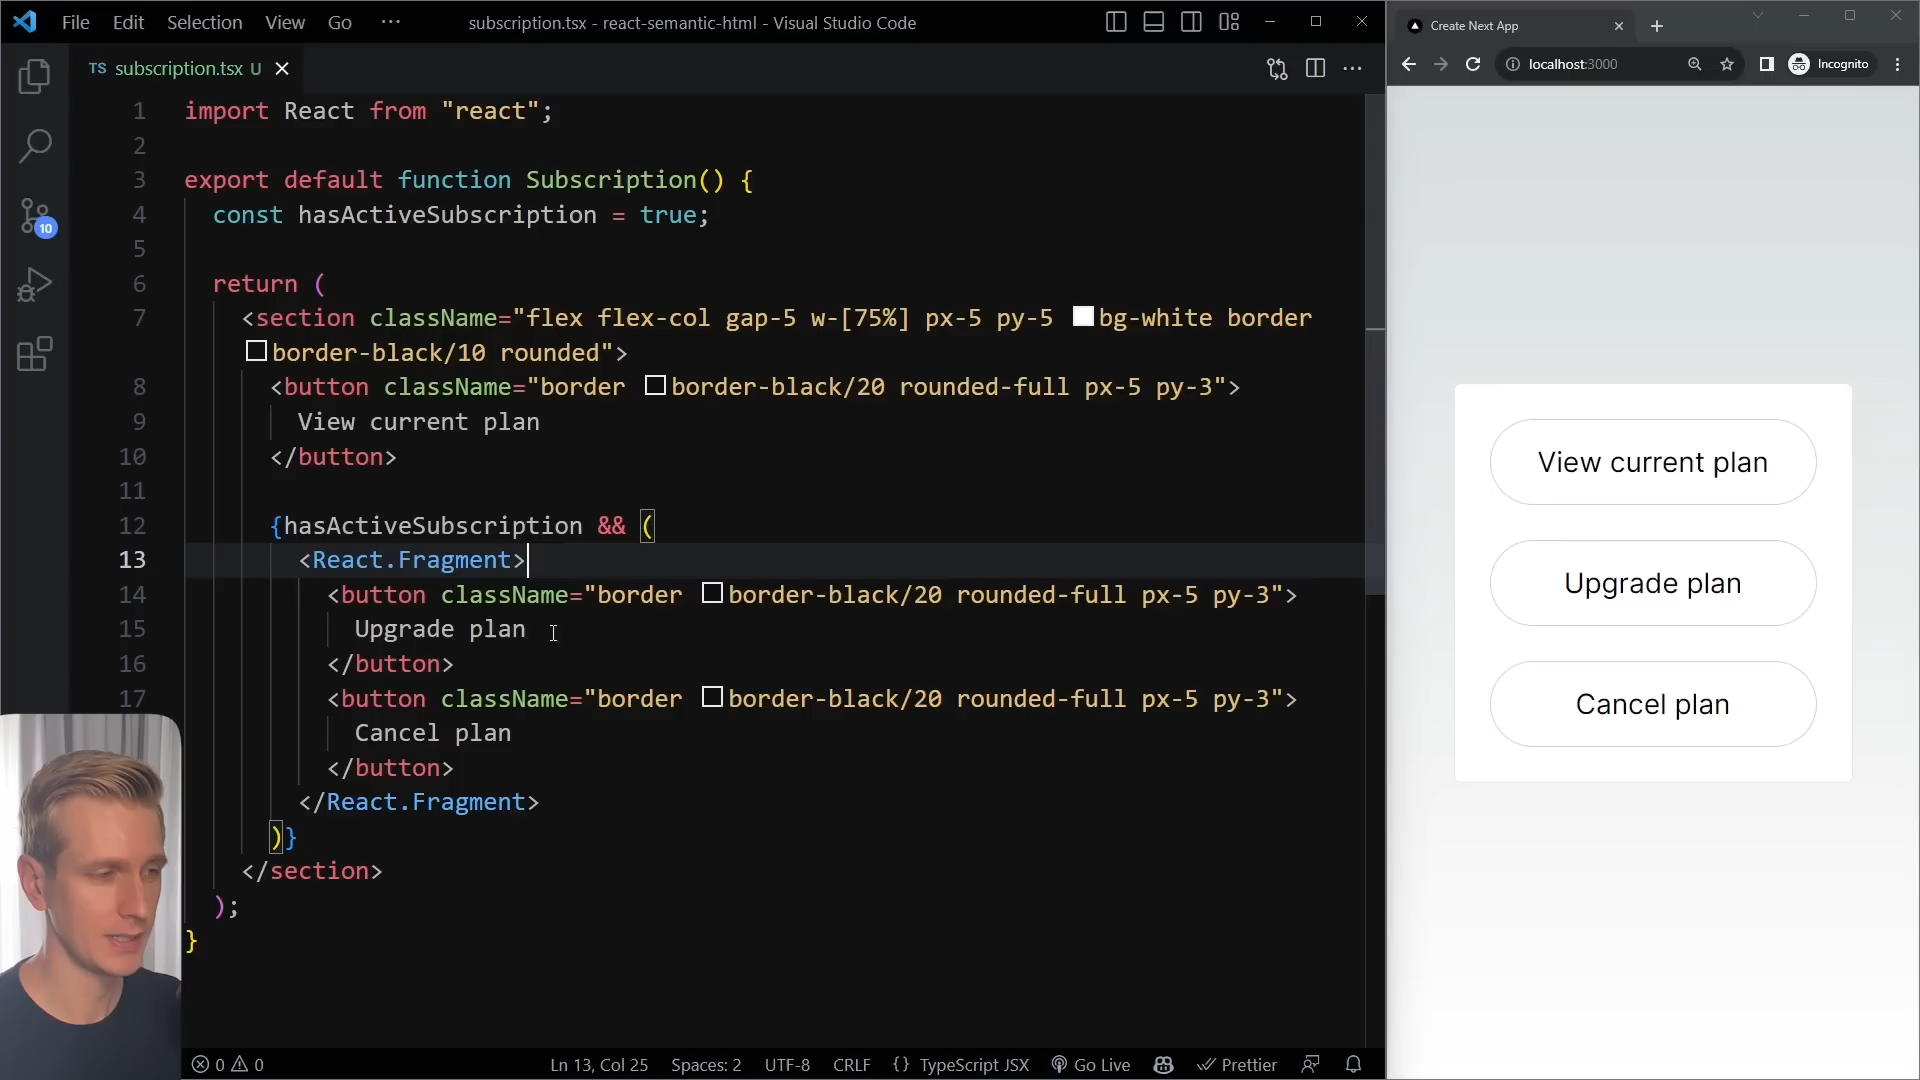 File Edit Selection View Go ··· subscription.tsx - react-semantic-html - Visual Studio Code
TS subscription.tsx U
10
1 import React from "react";
2
3 export default function Subscription() {
4 const hasActiveSubscription = true;
5
6 return (
7 <section className="flex flex-col gap-5 w-[75%] px-5 py-5 bg-white border
border-black/10 rounded">
8 <button className="border border-black/20 rounded-full px-5 py-3">
9 View current plan
10 </button>
11
12 {hasActiveSubscription && (
13 <React.Fragment>
14 <button className="border border-black/20 rounded-full px-5 py-3">
15 Upgrade plan
16 </button>
17 <button className="border border-black/20 rounded-full px-5 py-3">
Cancel plan
</button>
</React.Fragment>
)}
</section>
);
}
0 0 Ln 13, Col 25 Spaces: 2 UTF-8 CRLF {} TypeScript JSX Go Live Prettier
Create Next App
localhost:3000 Incognito
View current plan
Upgrade plan
Cancel plan